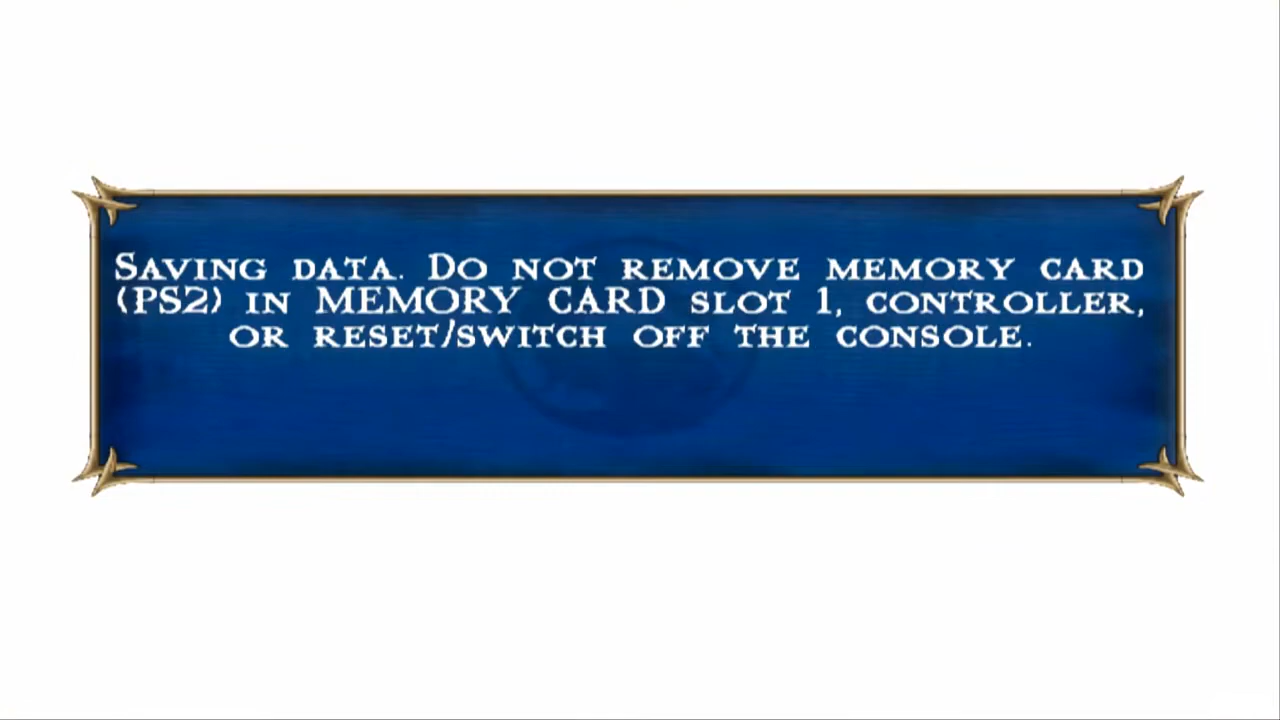 Saving data. Do not remove memory card
(PS2) in MEMORY CARD slot 1, controller,
or reset/switch off the console.